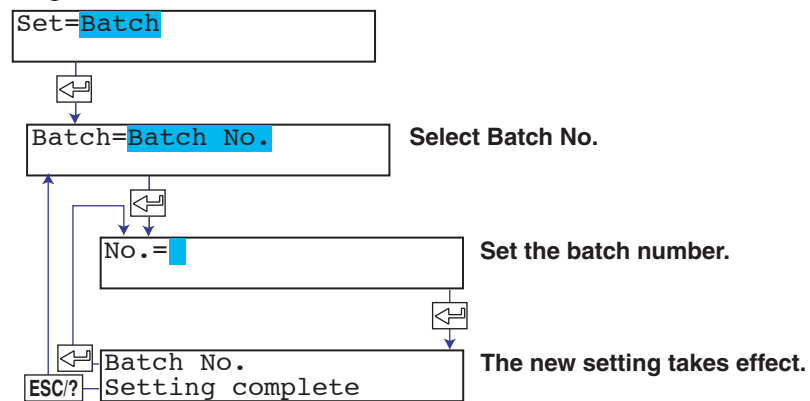 Set=Batch
Batch=Batch No.
Select Batch No.
No.=
Set the batch number.
Batch No.
Setting complete
The new setting takes effect.
ESC/?